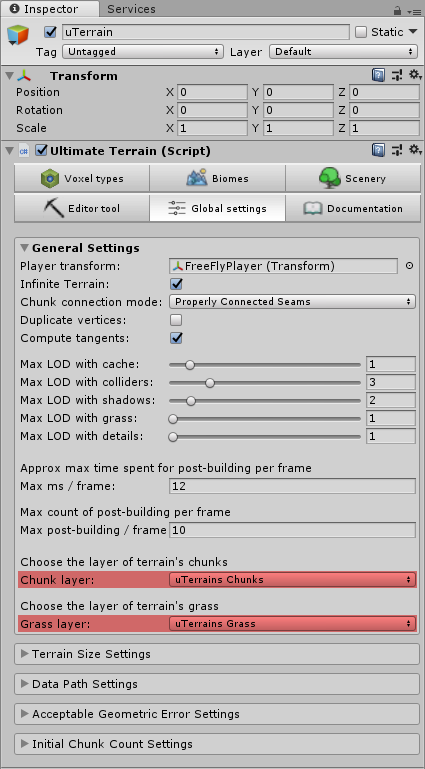 Inspector Services
uTerrain Static
Tag Untagged Layer Default
Transform
Position X 0 Y 0 Z 0
Rotation X 0 Y 0 Z 0
Scale X 1 Y 1 Z 1
Ultimate Terrain (Script)
Voxel types Biomes Scenery
Editor tool Global settings Documentation
General Settings
Player transform: FreeFlyPlayer (Transform)
Infinite Terrain:
Chunk connection mode: Properly Connected Seams
Duplicate vertices:
Compute tangents:
Max LOD with cache: 1
Max LOD with colliders: 3
Max LOD with shadows: 2
Max LOD with grass: 1
Max LOD with details: 1
Approx max time spent for post-building per frame
Max ms / frame: 12
Max count of post-building per frame
Max post-building / frame 10
Choose the layer of terrain's chunks
Chunk layer: uTerrains Chunks
Choose the layer of terrain's grass
Grass layer: uTerrains Grass
Terrain Size Settings
Data Path Settings
Acceptable Geometric Error Settings
Initial Chunk Count Settings